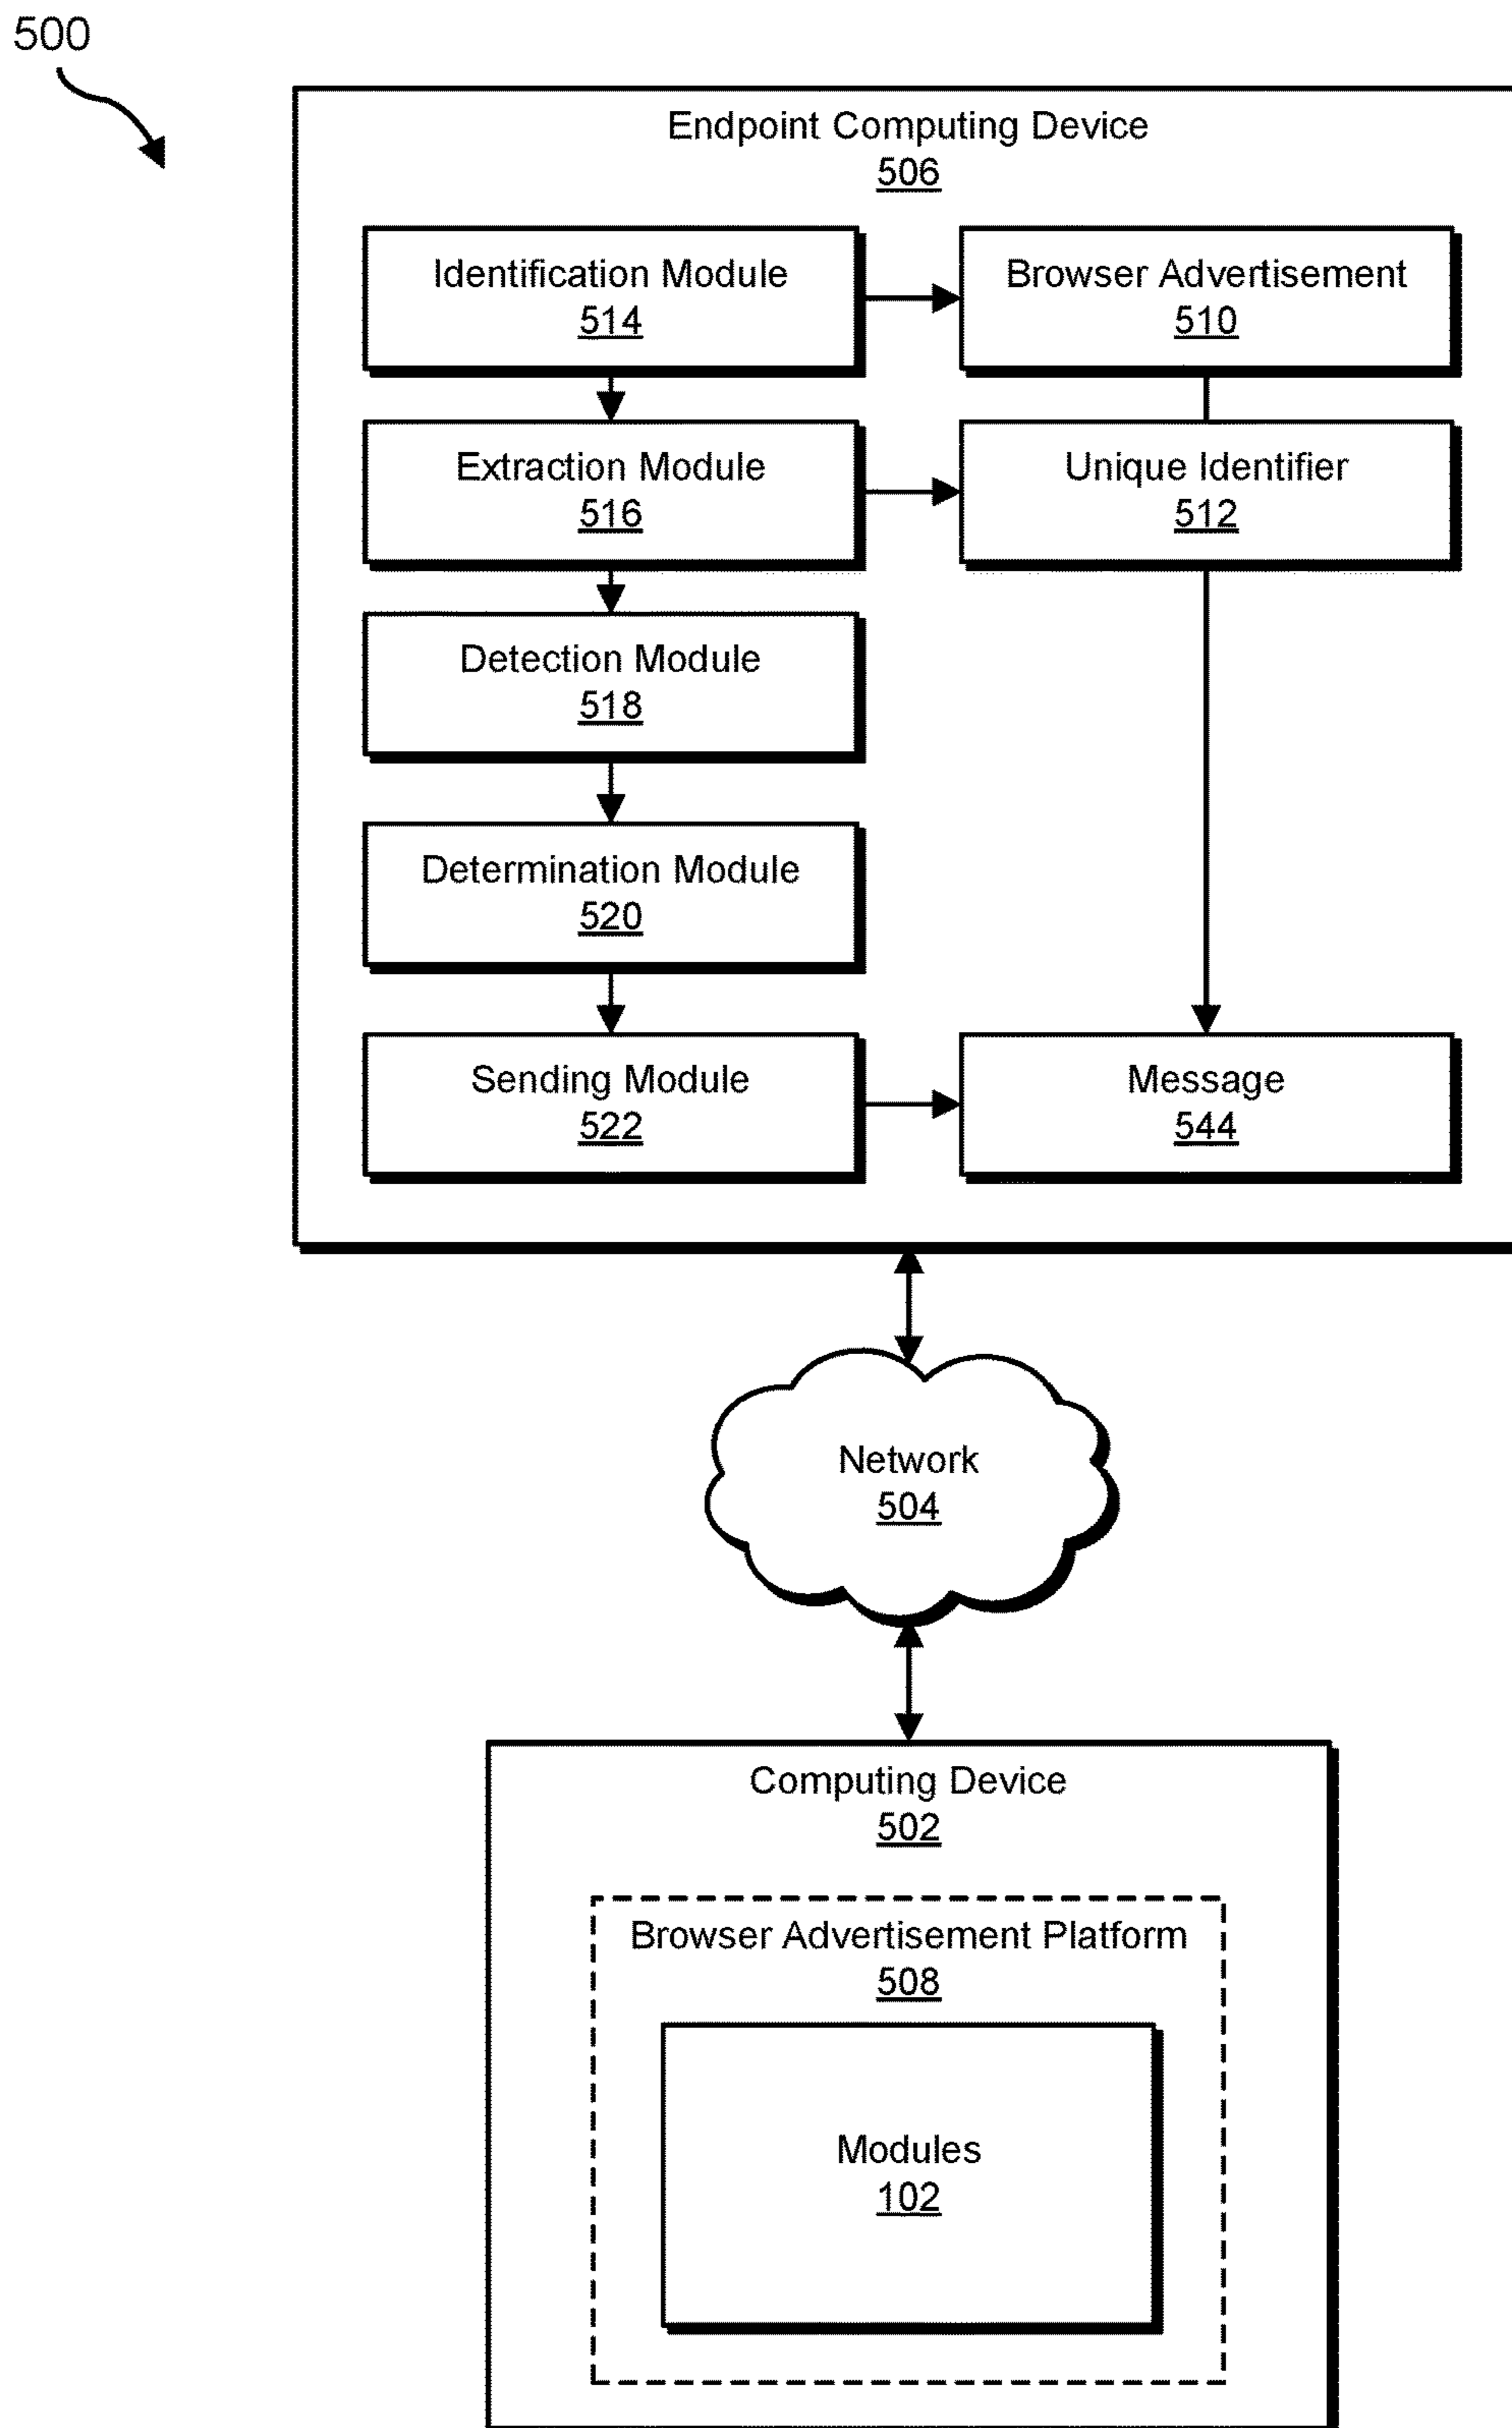 500
Endpoint Computing Device
506
Identification Module
514
Browser Advertisement
510
Extraction Module
516
Unique Identifier
512
Detection Module
518
Determination Module
520
Sending Module
522
Message
544
Network
504
Computing Device
502
Browser Advertisement Platform
508
Modules
102